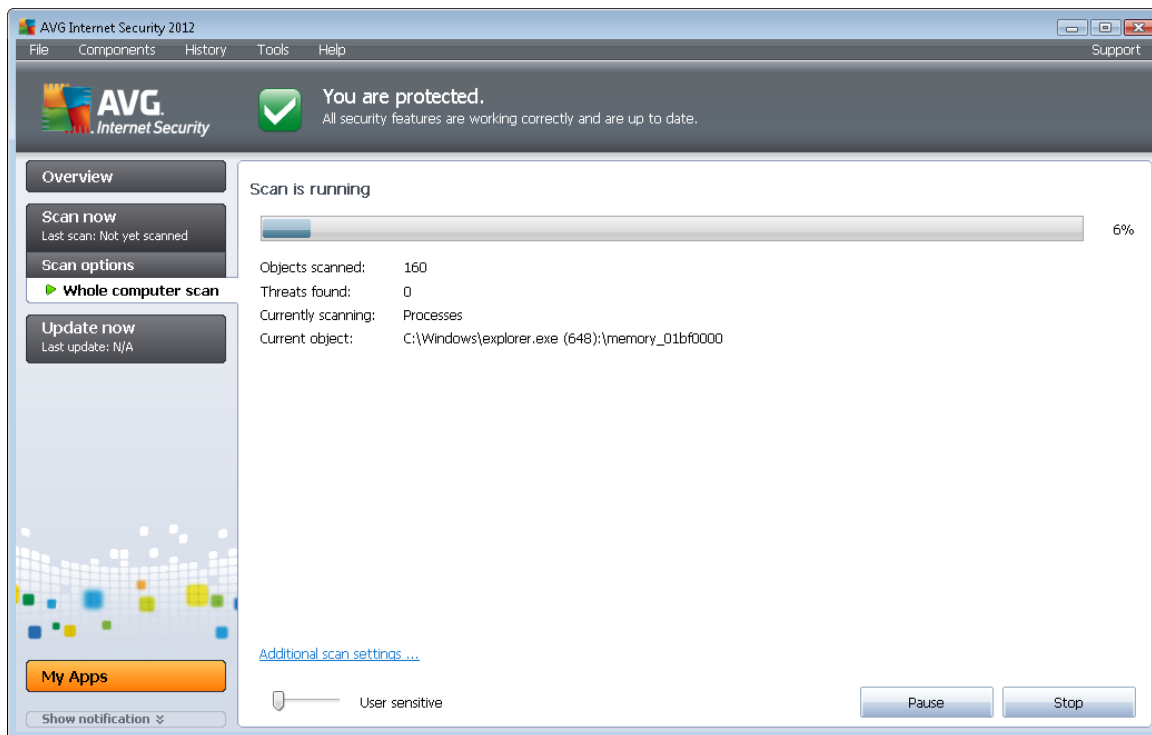 AVG Internet Security 2012
File Components History Tools Help Support
AVG.
Internet Security
You are protected.
All security features are working correctly and are up to date.
Overview
Scan now
Last scan: Not yet scanned
Scan options
Whole computer scan
Update now
Last update: N/A
My Apps
Show notification
Scan is running
6%
Objects scanned: 160
Threats found: 0
Currently scanning: Processes
Current object: C:\Windows\explorer.exe (648):\memory_01bf0000
Additional scan settings ...
User sensitive
Pause Stop